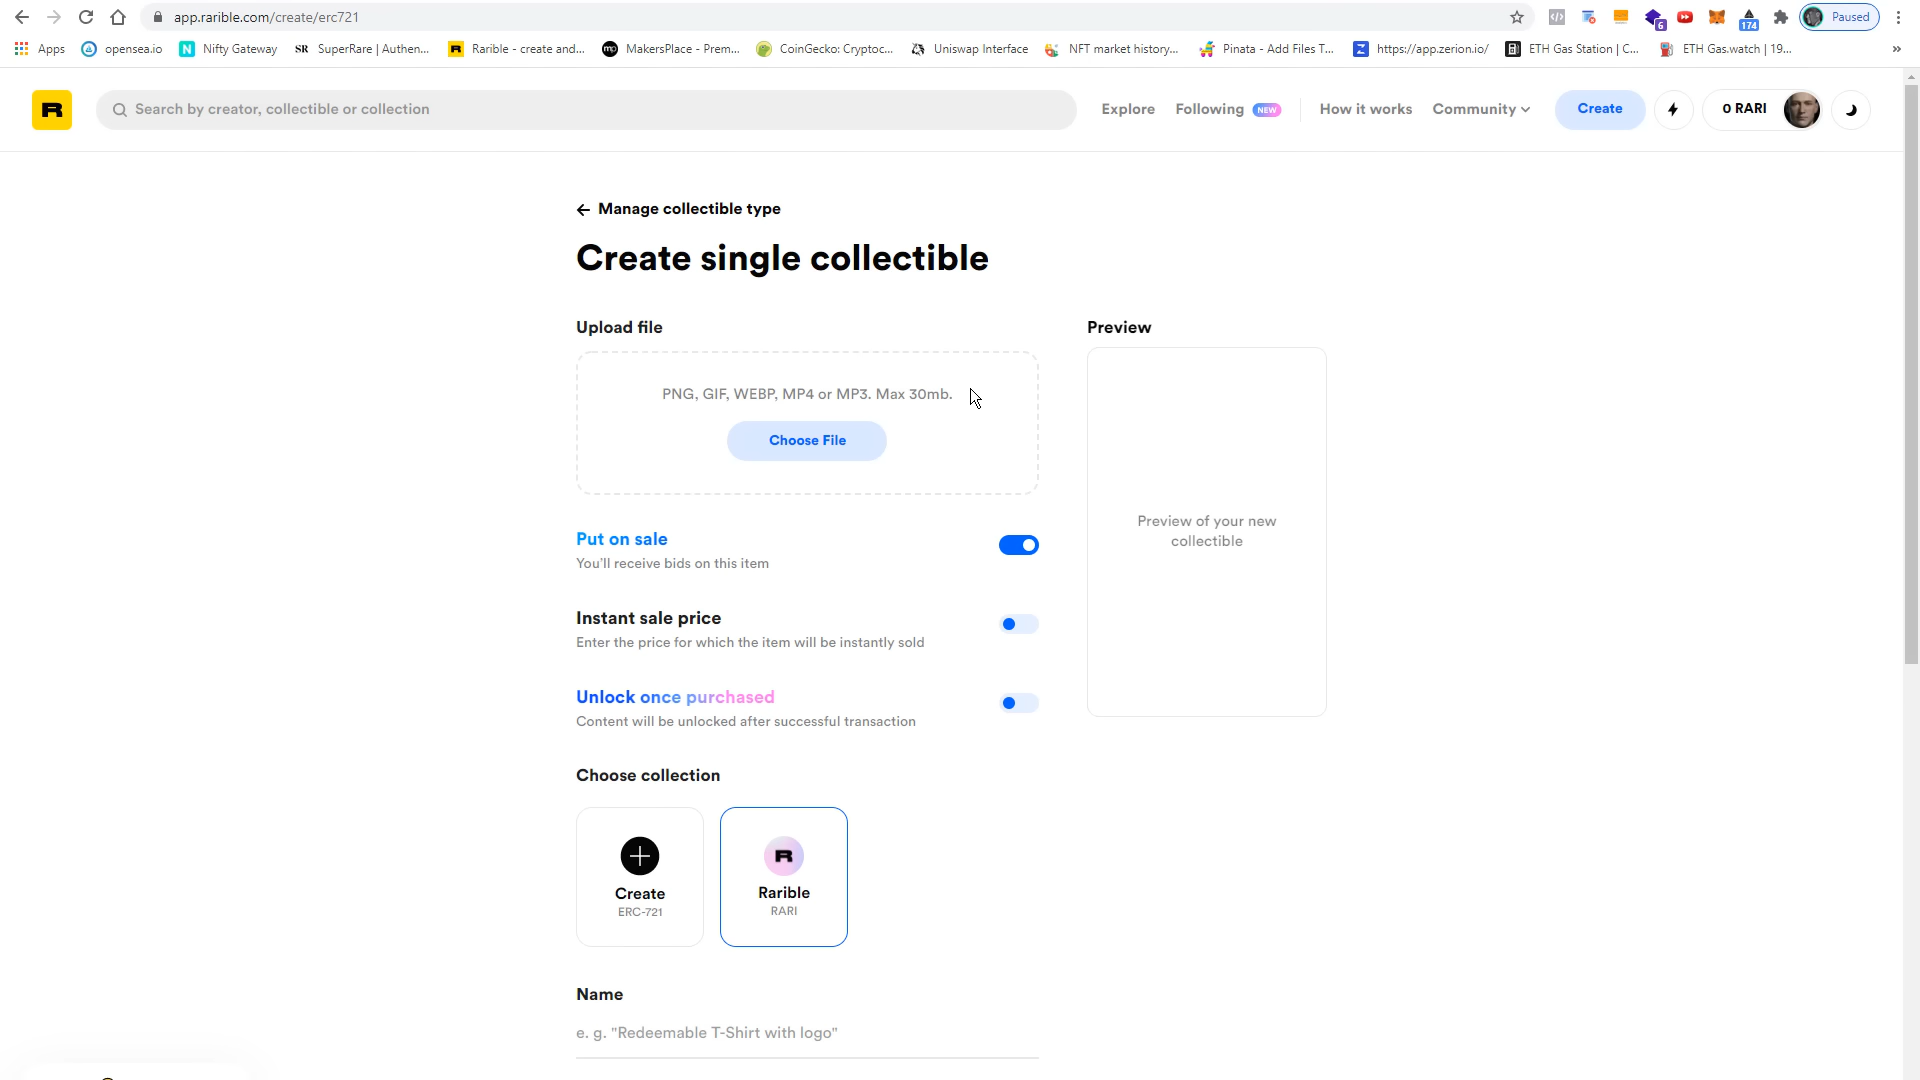 app.rarible.com/create/erc721
6
174
Paused
Apps
opensea.io
Nifty Gateway
SR SuperRare | Authen...
Rarible - create and...
MakersPlace - Prem...
CoinGecko: Cryptoc...
Uniswap Interface
NFT market history...
Pinata - Add Files T...
https://app.zerion.io/
ETH Gas Station | C...
ETH Gas.watch | 19...
»
R
Search by creator, collectible or collection
Explore
Following NEW
How it works
Community
Create
0 RARI
Manage collectible type
Create single collectible
Upload file
Preview
PNG, GIF, WEBP, MP4 or MP3. Max 30mb.
Choose File
Preview of your new
collectible
Put on sale
You'll receive bids on this item
Instant sale price
Enter the price for which the item will be instantly sold
Unlock once purchased
Content will be unlocked after successful transaction
Choose collection
Create
ERC-721
R
Rarible
RARI
Name
e. g. "Redeemable T-Shirt with logo"